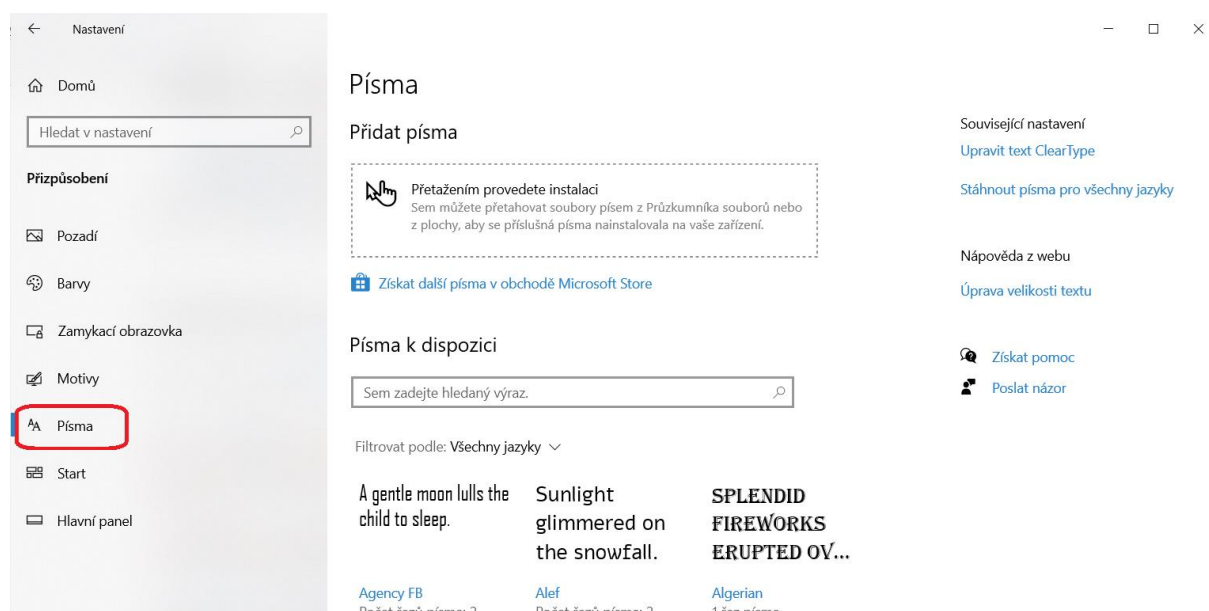 Nastavení
Domů
Hledat v nastavení
Přizpůsobení
Pozadí
Barvy
Zamykací obrazovka
Motivy
Písma
Start
Hlavní panel
Písma
Přidat písma
Přetažením provedete instalaci
Sem můžete přetahovat soubory písem z Průzkumníka souborů nebo
z plochy, aby se příslušná písma nainstalovala na vaše zařízení.
Získat další písma v obchodě Microsoft Store
Písma k dispozici
Sem zadejte hledaný výraz.
Filtrovat podle: Všechny jazyky
A gentle moon lulls the
child to sleep.
Sunlight
glimmered on
the snowfall.
SPLENDID
FIREWORKS
ERUPTED OV...
Agency FB
Alef
Algerian
Související nastavení
Upravit text ClearType
Stáhnout písma pro všechny jazyky
Nápověda z webu
Úprava velikosti textu
Získat pomoc
Poslat názor